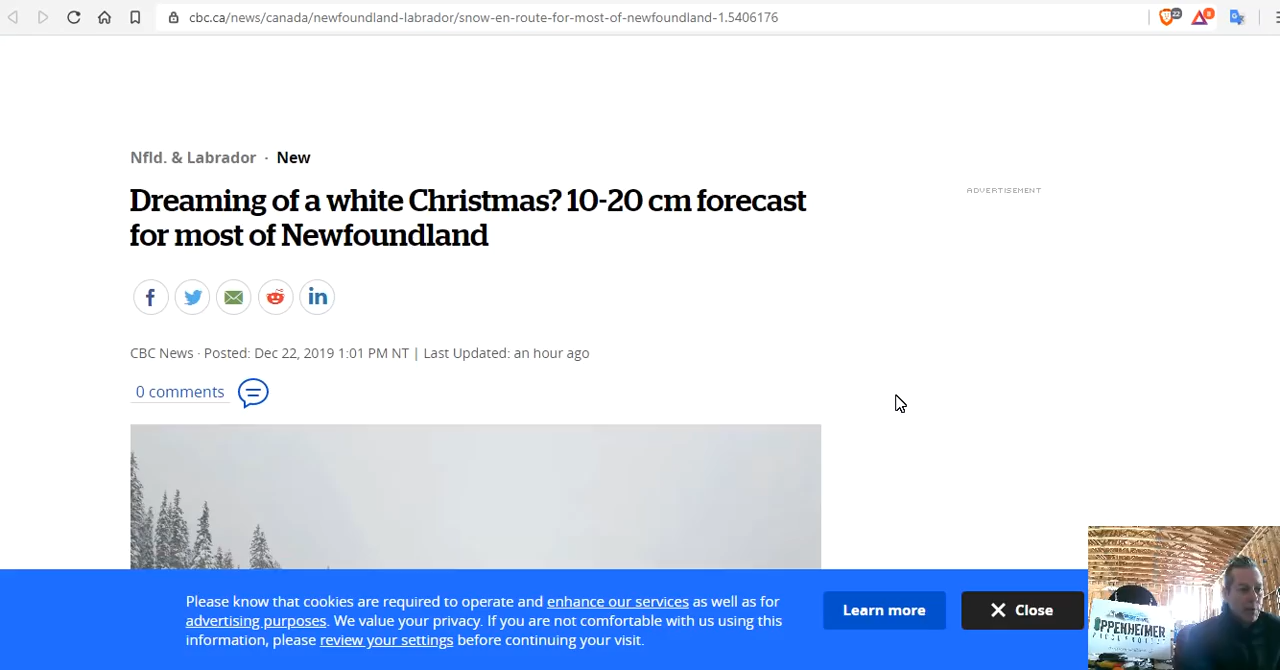 cbc.ca/news/canada/newfoundland-labrador/snow-en-route-for-most-of-newfoundland-1.5406176
22
8
Nfld. & Labrador · New
Dreaming of a white Christmas? 10-20 cm forecast
for most of Newfoundland
ADVERTISEMENT
CBC News · Posted: Dec 22, 2019 1:01 PM NT | Last Updated: an hour ago
0 comments
Please know that cookies are required to operate and enhance our services as well as for
advertising purposes. We value your privacy. If you are not comfortable with us using this
information, please review your settings before continuing your visit.
Learn more
Close
OPPENHEIMER